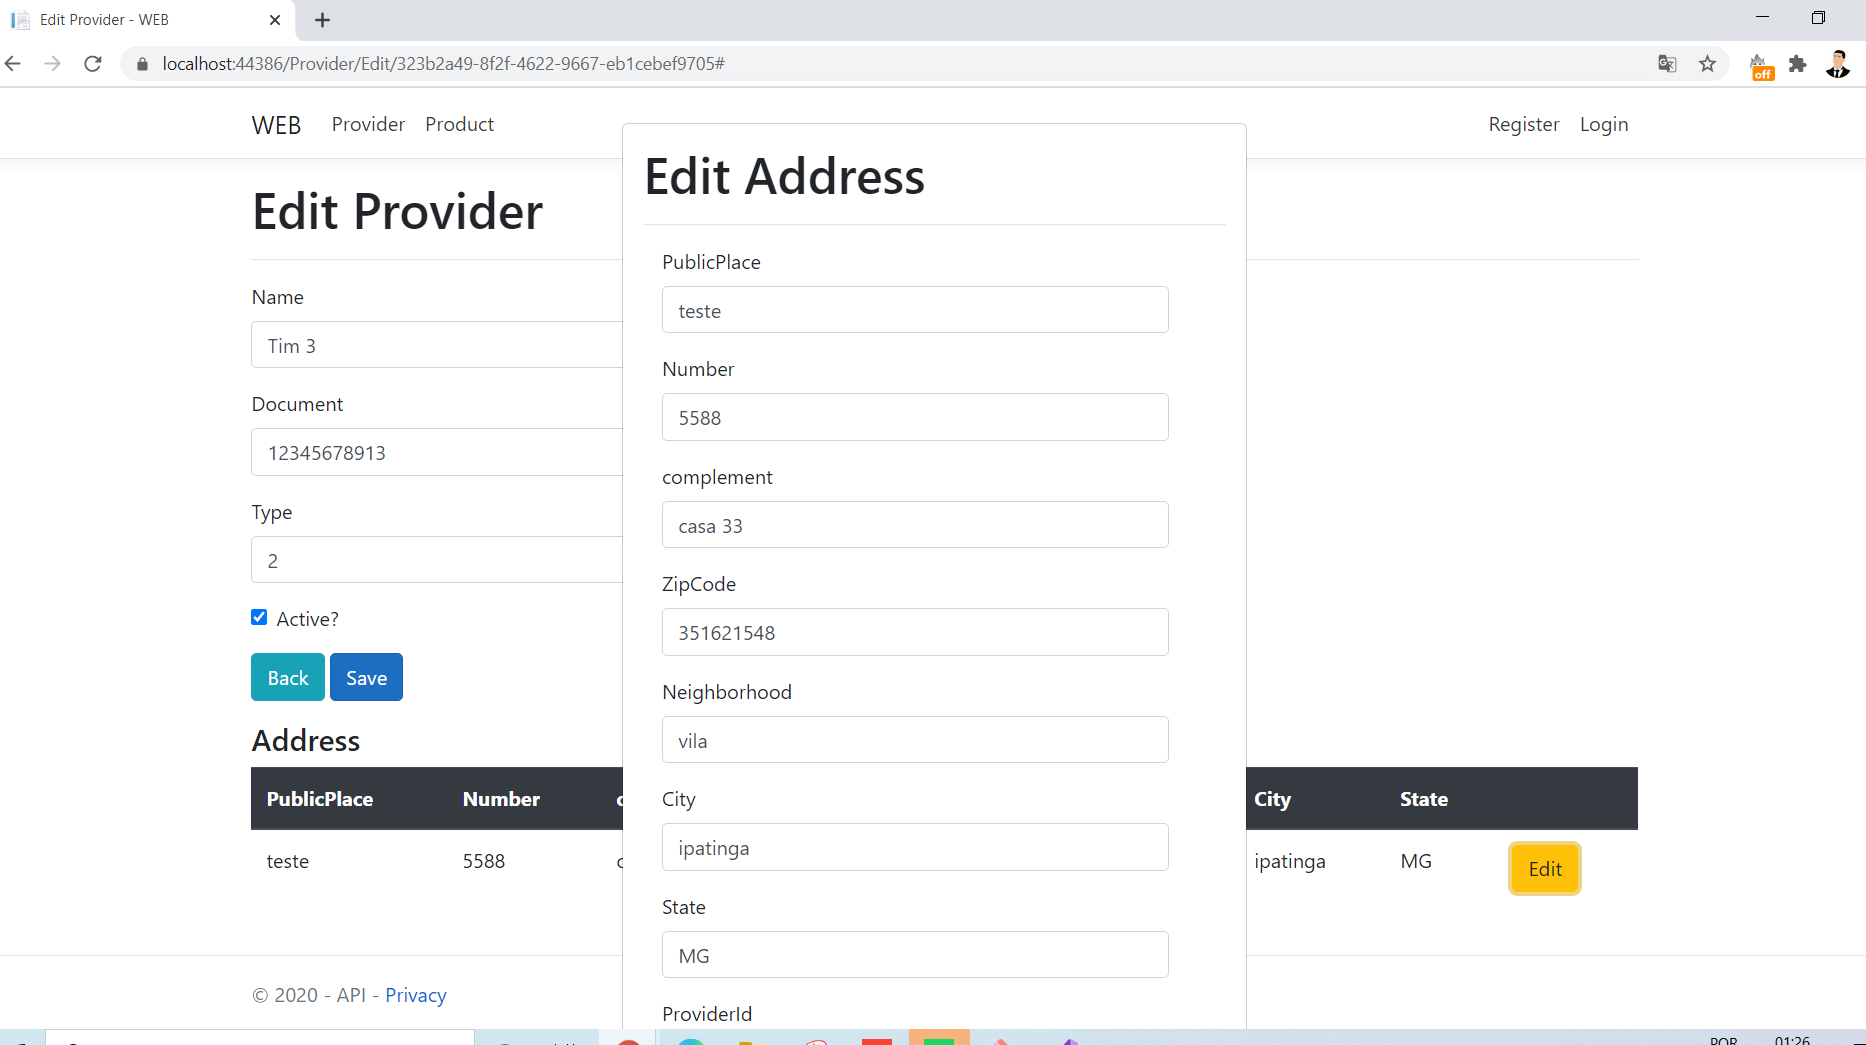 Edit Provider - WEB
localhost:44386/Provider/Edit/323b2a49-8f2f-4622-9667-eb1cebef9705#
off
WEB Provider Product Register Login
Edit Provider
Name
Tim 3
Document
12345678913
Type
2
Active?
Back Save
Address
PublicPlace Number c City State
teste 5588 c ipatinga MG Edit
© 2020 - API - Privacy
Edit Address
PublicPlace
teste
Number
5588
complement
casa 33
ZipCode
351621548
Neighborhood
vila
City
ipatinga
State
MG
ProviderId
POR 01:26